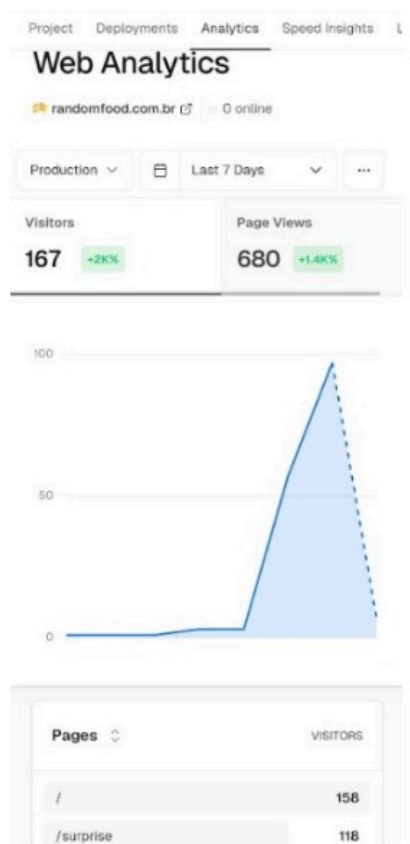 Project Deployments Analytics Speed Insights L
Web Analytics
randomfood.com.br 0 online
Production Last 7 Days ...
Visitors Page Views
167 +2K% 680 +1.4K%
100
50
0
Pages VISITORS
/ 158
/surprise 118